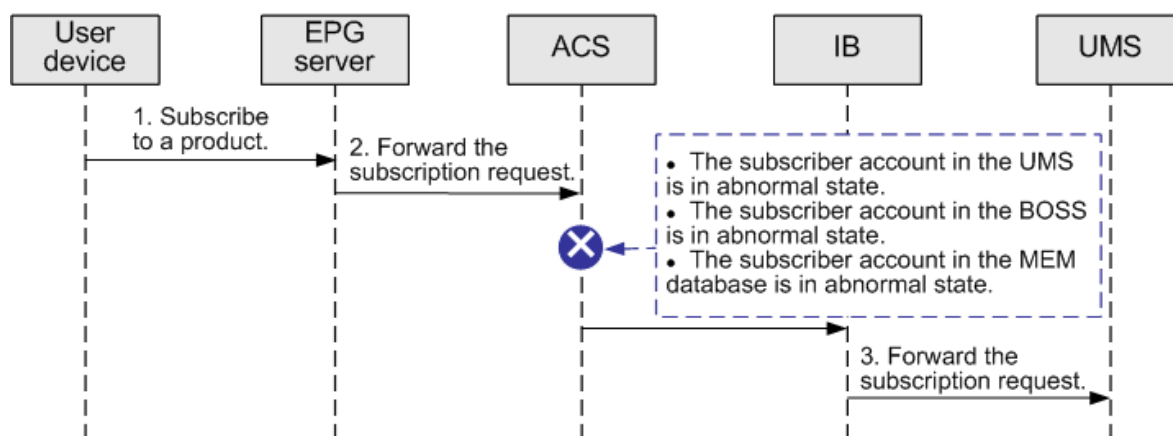 User
device
EPG
server
ACS
IB
UMS
1. Subscribe
to a product.
2. Forward the
subscription request.
• The subscriber account in the UMS
is in abnormal state.
• The subscriber account in the BOSS
is in abnormal state.
• The subscriber account in the MEM
database is in abnormal state.
3. Forward the
subscription request.